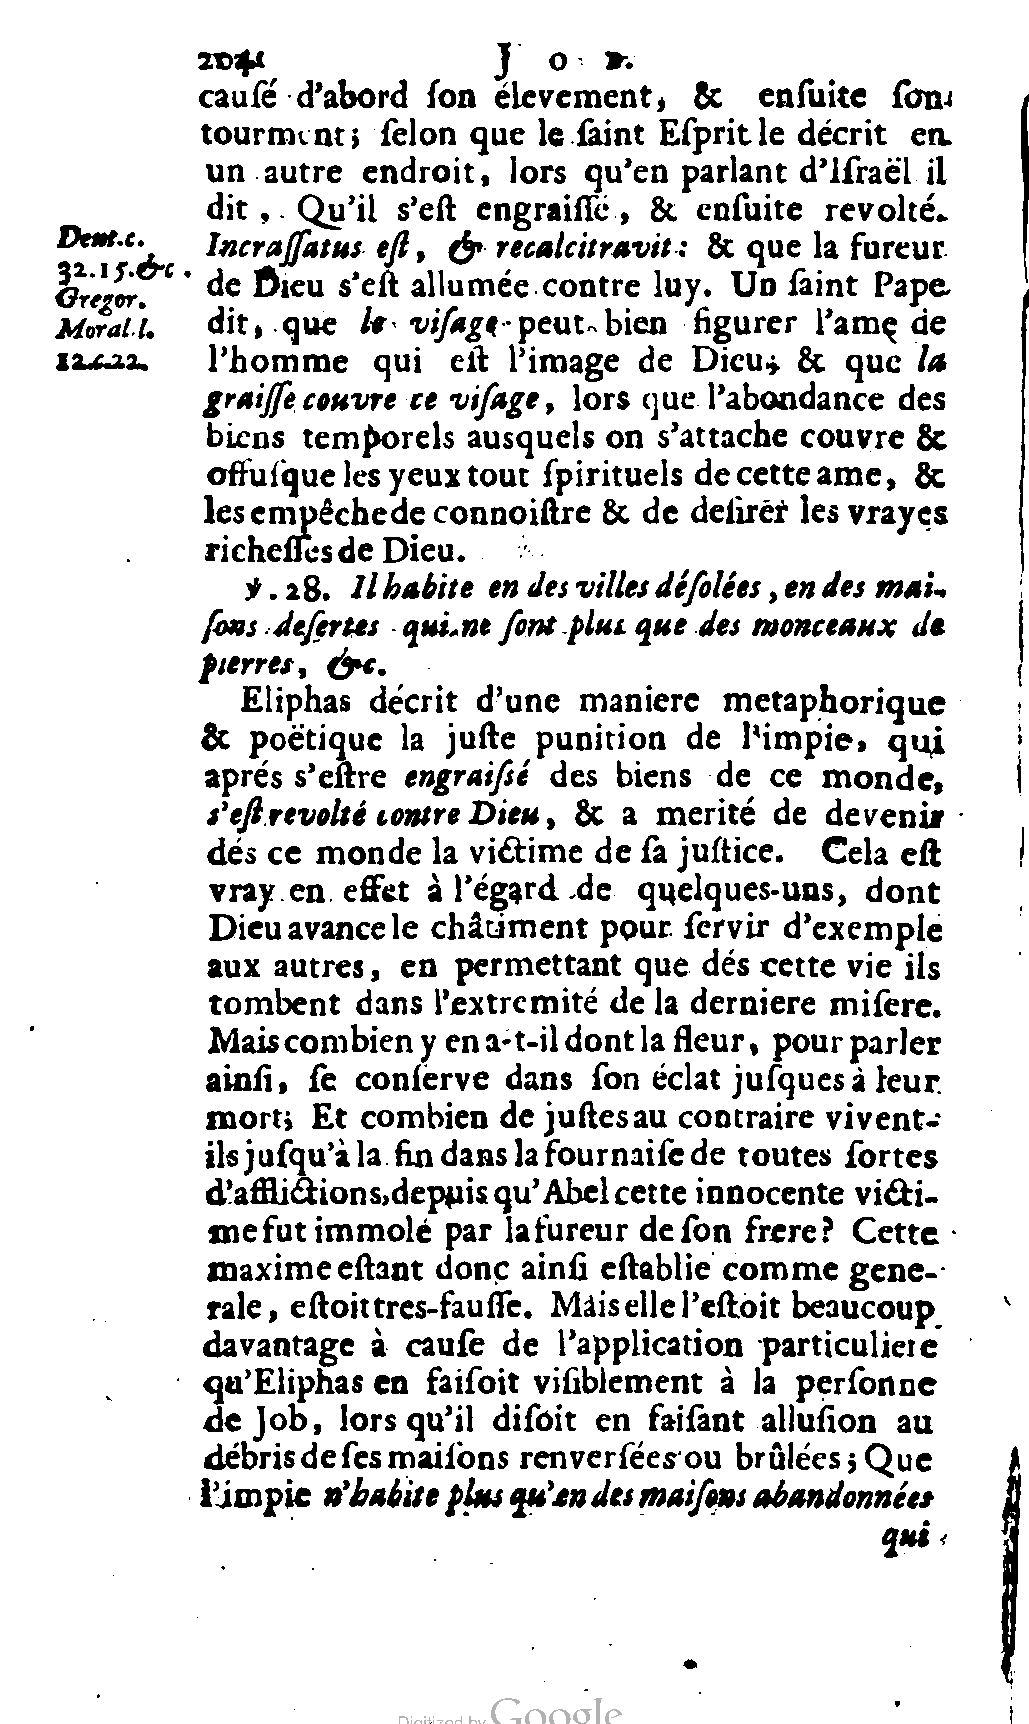 204 JOB.
cauſé d'abord ſon élevement, & enſuite ſon
tourment; ſelon que le ſaint Eſprit le décrit en
un autre endroit, lors qu'en parlant d'Iſraël il
dit, Qu'il s'eſt engraiſſé, & enſuite revolté.
Incraſſatus eſt, & recalcitravit: & que la fureur
de Dieu s'eſt allumée contre luy. Un ſaint Pape
dit, que le viſage peut bien figurer l'ame de
l'homme qui eſt l'image de Dieu; & que la
graiſſe couvre ce viſage, lors que l'abondance des
biens temporels auſquels on s'attache couvre &
offuſque les yeux tout ſpirituels de cette ame, &
les empêche de connoiſtre & de deſirer les vrayes
richeſſes de Dieu.
Deut.c.
32.15.&c.
Gregor.
Moral.l.
12.c.22.
℣. 28. Il habite en des villes déſolées, en des mai-
ſons deſertes qui ne ſont plus que des monceaux de
pierres, &c.
Eliphas décrit d'une maniere metaphorique
& poëtique la juſte punition de l'impie, qui
aprés s'eſtre engraiſsé des biens de ce monde,
s'eſt revolté contre Dieu, & a merité de devenir
dés ce monde la victime de ſa juſtice. Cela eſt
vray en effet à l'égard de quelques-uns, dont
Dieu avance le châtiment pour ſervir d'exemple
aux autres, en permettant que dés cette vie ils
tombent dans l'extremité de la derniere miſere.
Mais combien y en a-t-il dont la fleur, pour parler
ainſi, ſe conſerve dans ſon éclat juſques à leur
mort; Et combien de juſtes au contraire vivent-
ils juſqu'à la fin dans la fournaiſe de toutes ſortes
d'afflictions, depuis qu'Abel cette innocente victi-
me fut immolé par la fureur de ſon frere? Cette
maxime eſtant donc ainſi eſtablie comme gene-
rale, eſtoit tres-fauſſe. Mais elle l'eſtoit beaucoup
davantage à cauſe de l'application particuliere
qu'Eliphas en faiſoit viſiblement à la perſonne
de Job, lors qu'il diſoit en faiſant alluſion au
débris de ſes maiſons renverſées ou brûlées; Que
l'impie n'habite plus qu'en des maiſons abandonnées
qui
Digitized by Google